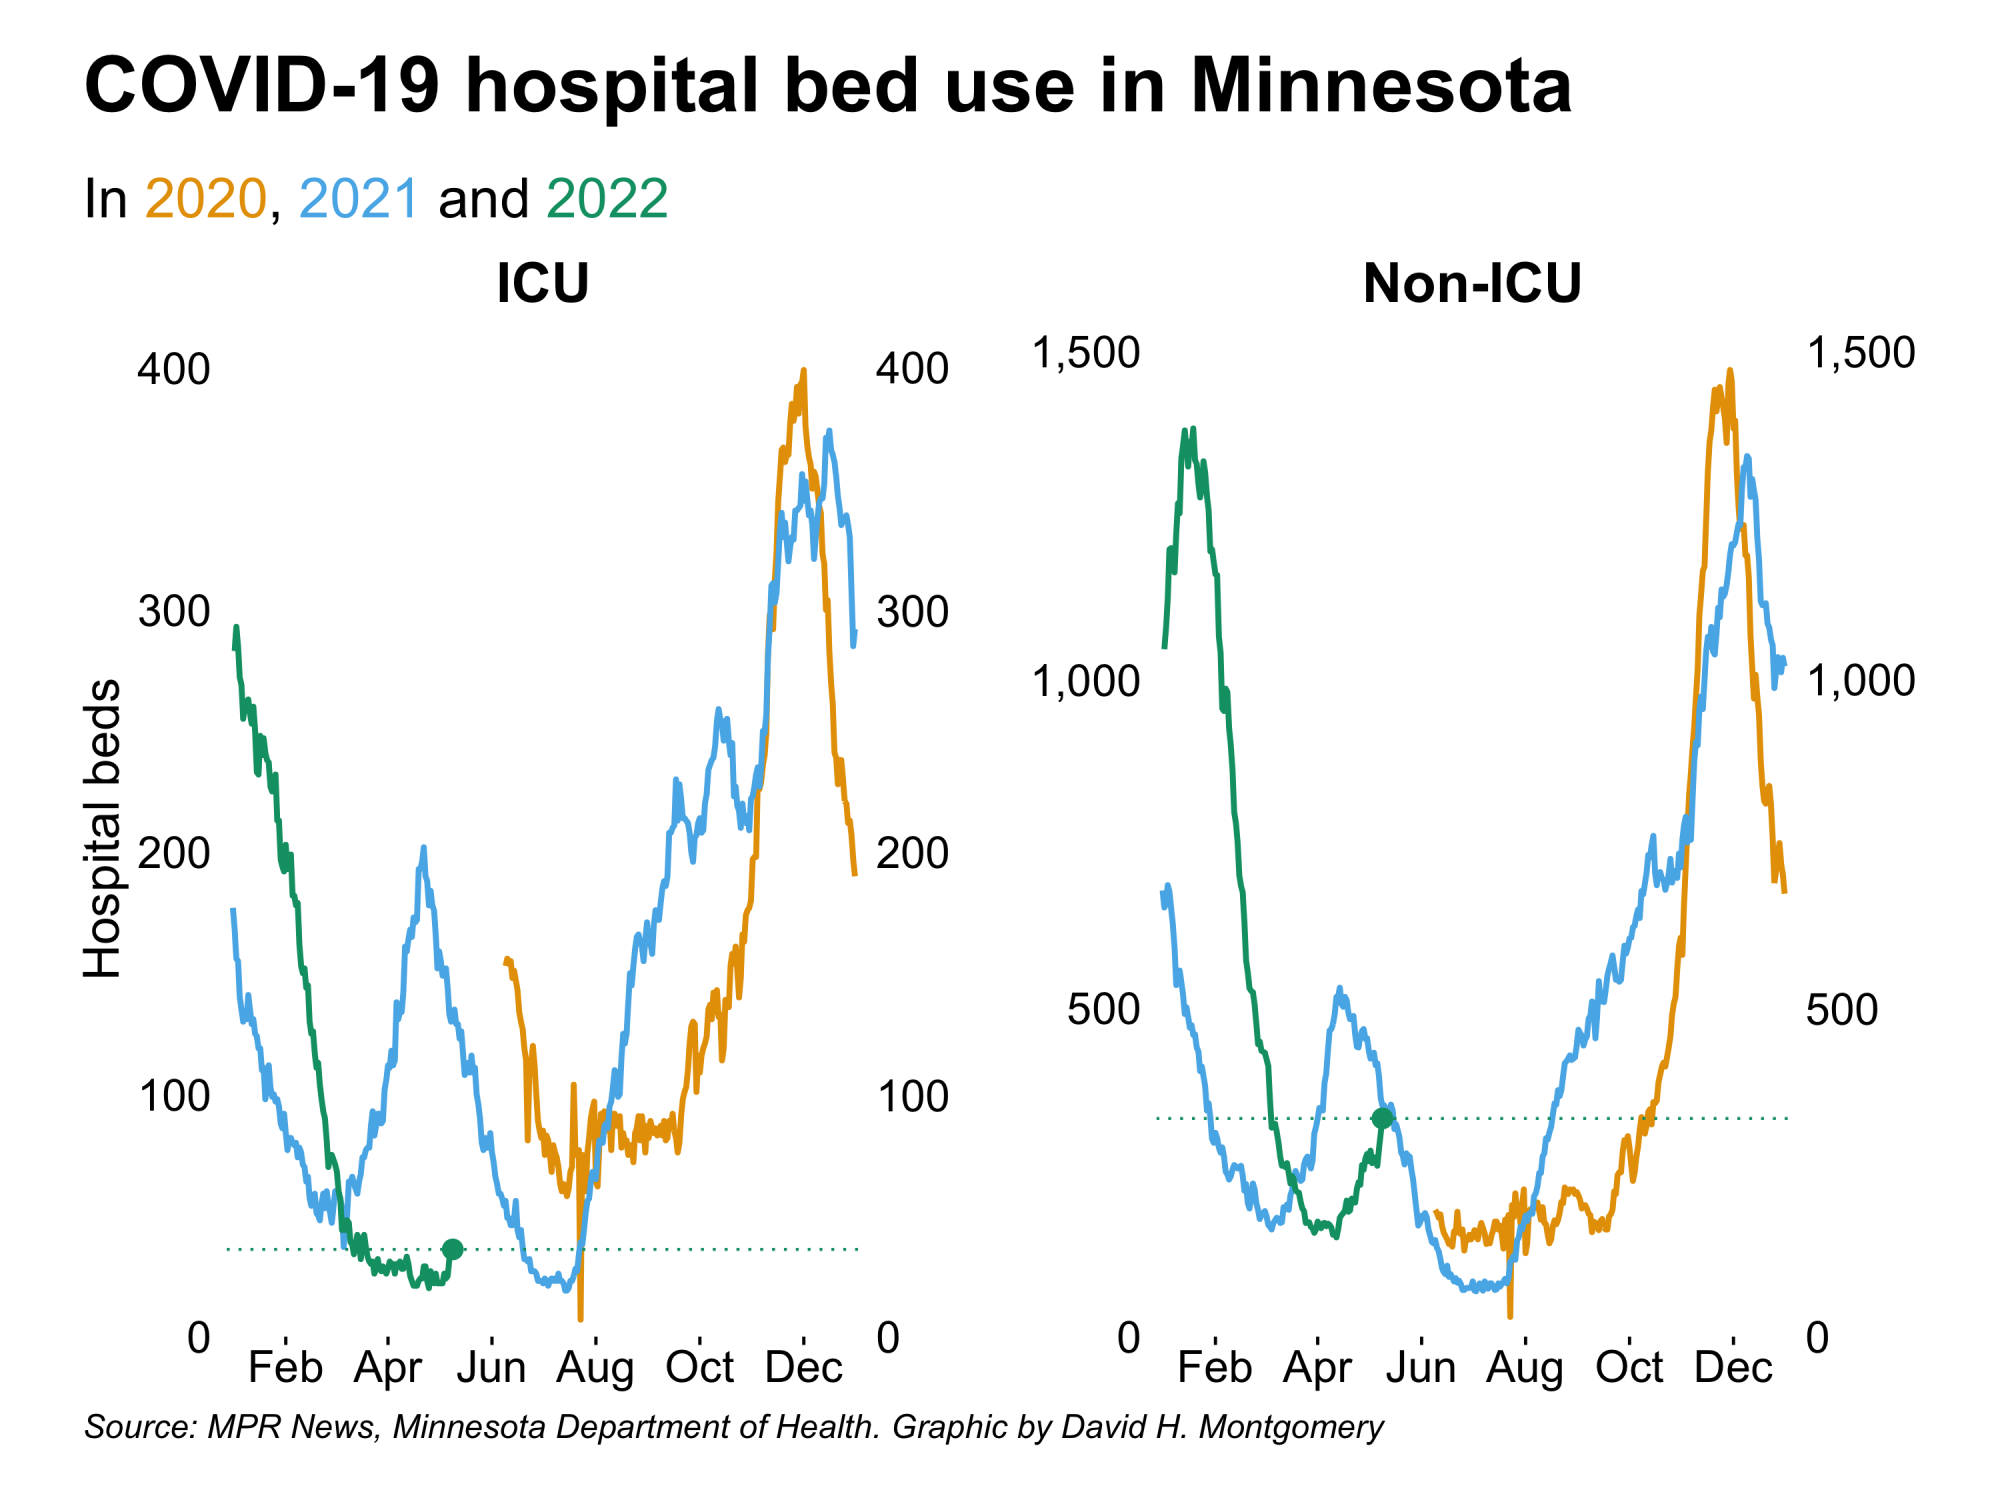 COVID-19 hospital bed use in Minnesota
In 2020, 2021 and 2022
ICU
Non-ICU
Hospital beds
400
300
200
100
0
400
300
200
100
0
Feb Apr Jun Aug Oct Dec
1,500
1,000
500
0
1,500
1,000
500
0
Feb Apr Jun Aug Oct Dec
Source: MPR News, Minnesota Department of Health. Graphic by David H. Montgomery